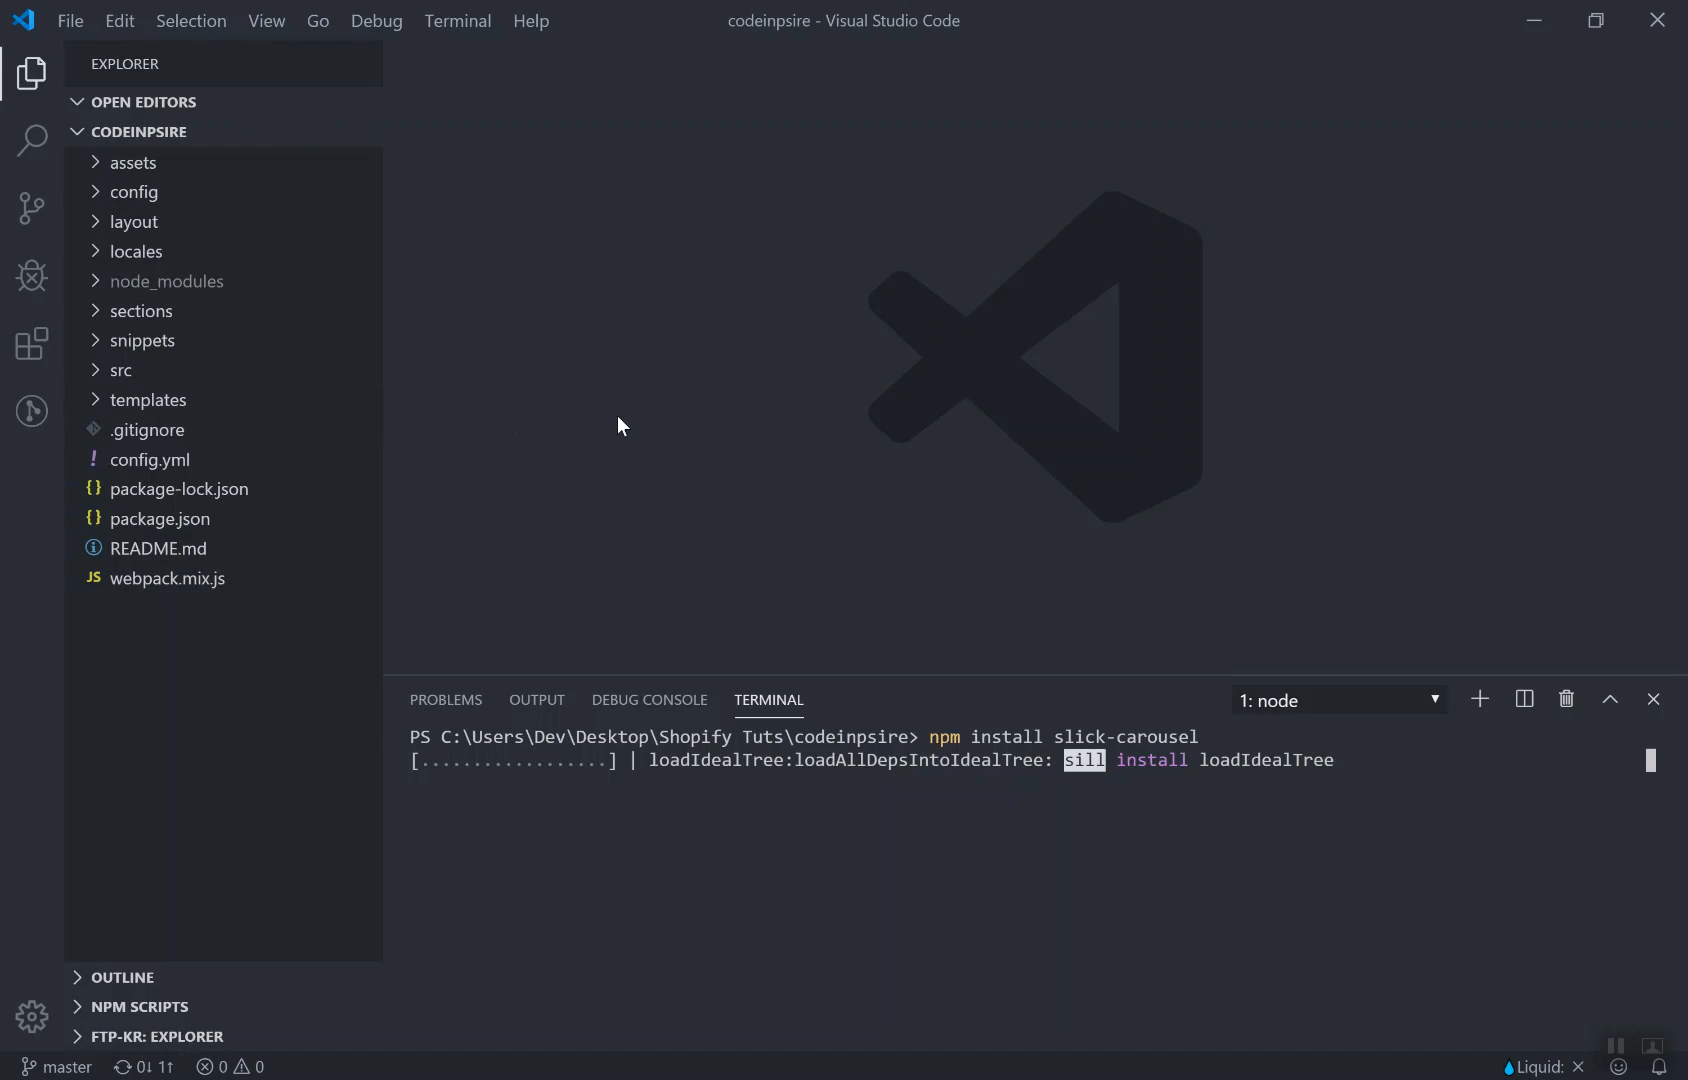 File Edit Selection View Go Debug Terminal Help
codeinpsire - Visual Studio Code
EXPLORER
OPEN EDITORS
CODEINPSIRE
assets
config
layout
locales
node_modules
sections
snippets
src
templates
.gitignore
! config.yml
{} package-lock.json
{} package.json
README.md
JS webpack.mix.js
OUTLINE
NPM SCRIPTS
FTP-KR: EXPLORER
PROBLEMS OUTPUT DEBUG CONSOLE TERMINAL
1: node
PS C:\Users\Dev\Desktop\Shopify Tuts\codeinpsire> npm install slick-carousel
[..................] | loadIdealTree:loadAllDepsIntoIdealTree: sill install loadIdealTree
master 0↓ 1↑ 0 0
Liquid: ×